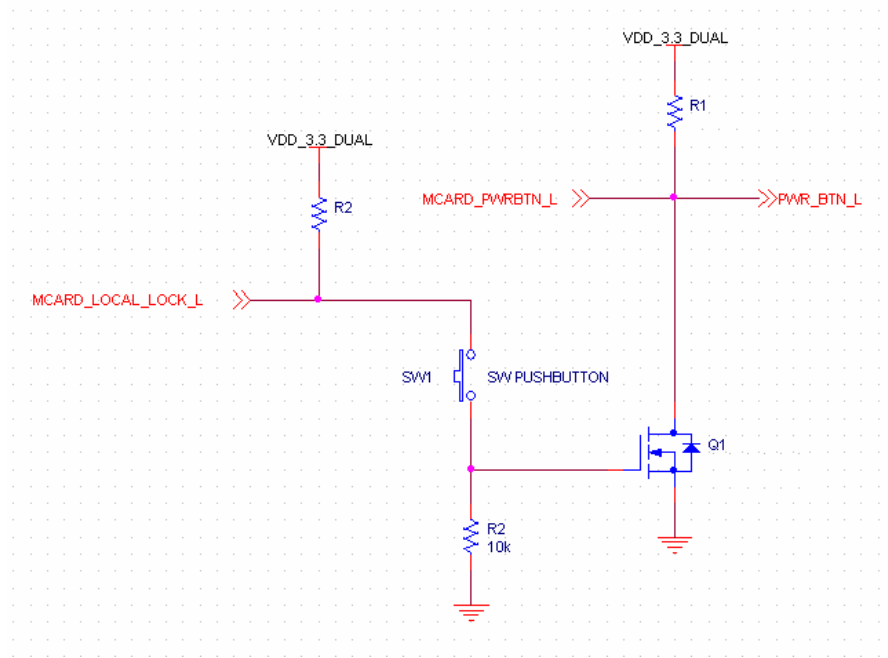 VDD_3.3_DUAL
R1
VDD_3.3_DUAL
R2
MCARD_PWRBTN_L
PWR_BTN_L
MCARD_LOCAL_LOCK_L
SW1
SW PUSHBUTTON
Q1
R2
10k